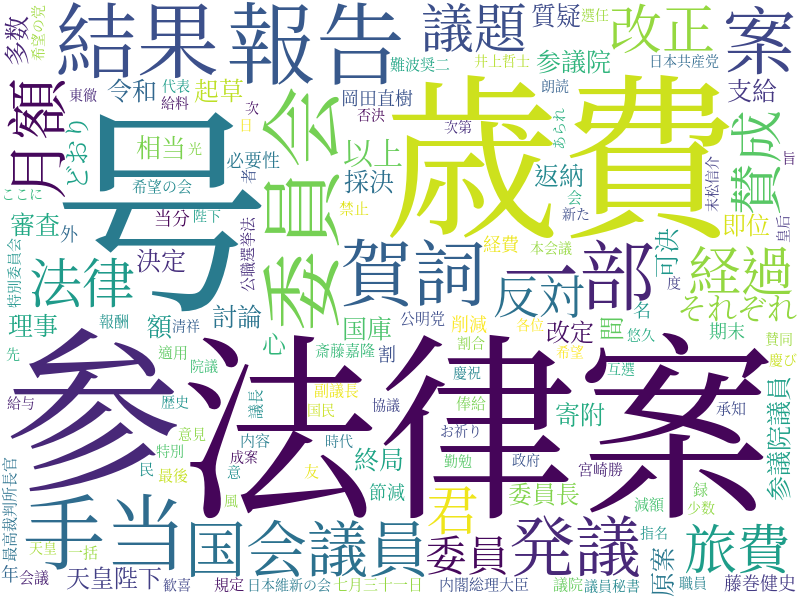 多数
希望の党
結果
報告
議題
質疑
選任
改正
案
月額
東徹
令和
代表
給料
起草
次
難波奨二
井上哲士
参議院
日本共産党
朗読
支給
号
日
岡田直樹
否決
次第
あられ
旨
歳費
どおり
相当
光
必要性
者
以上
採決
返納
会
新た
末松信介
賛成
ここに
希望の会
委員会
禁止
即位
皇后
特別委員会
審査
外
当分
陛下
公職選挙法
賀詞
経費
本会議
一部
可決
度
経過
法律
決定
反対
それぞれ
理事
報酬
額
清祥
討論
国庫
公明党
削減
各位
改定
悠久
間
名
期末
賛同
先
適用
院議
心
斎藤嘉隆
割
割合
希望
慶び
参
法律案
給与
歴史
議長
副議長
国民
協議
慶祝
俸給
互選
寄附
承知
参議院議員
意見
内容
時代
お祈り
成案
終局
勤勉
政府
宮崎勝
最高裁判所長官
民
特別
最後
意
友
節減
君
委員長
減額
録
少数
手当
風
国会議員
委員
発議
原案
指名
旅費
天皇
一括
年
会議
天皇陛下
歓喜
規定
日本維新の会
七月三十一日
内閣総理大臣
議院
議員秘書
職員
藤巻健史